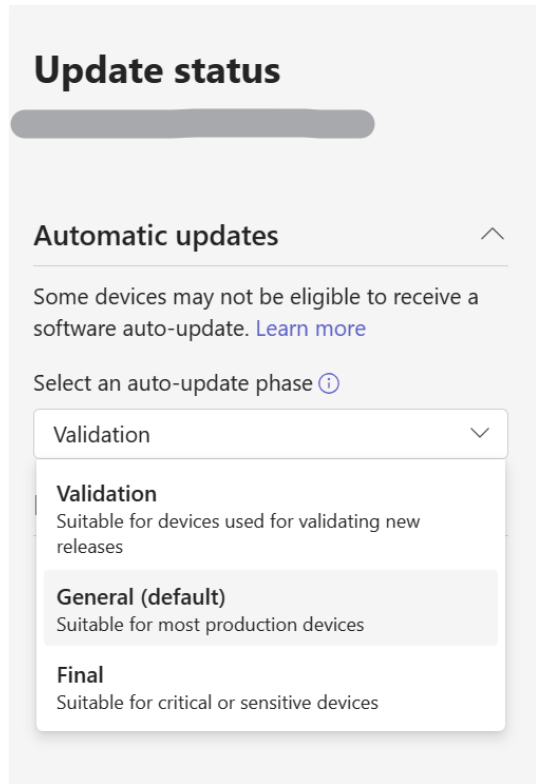 Update status
Automatic updates
Some devices may not be eligible to receive a
software auto-update. Learn more
Select an auto-update phase
Validation
Validation
Suitable for devices used for validating new
releases
General (default)
Suitable for most production devices
Final
Suitable for critical or sensitive devices